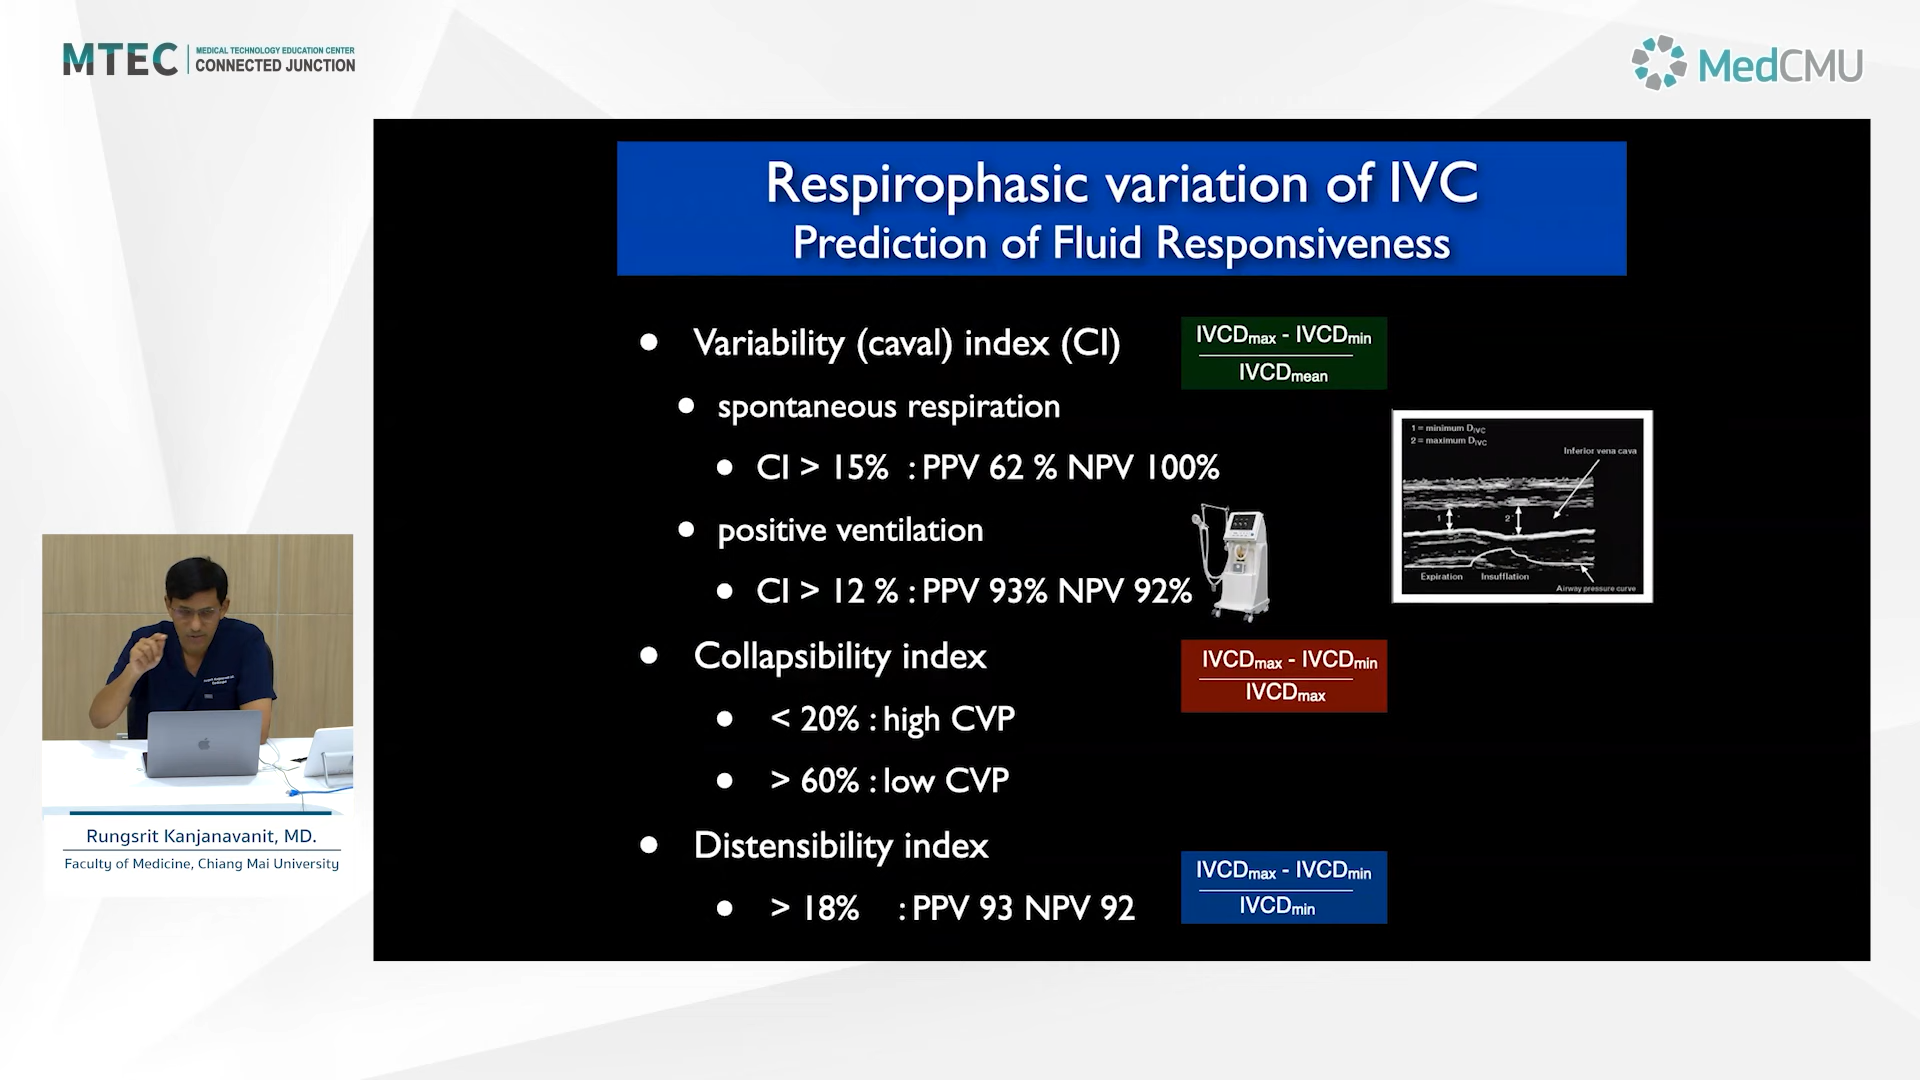 MTEC
MEDICAL TECHNOLOGY EDUCATION CENTER
CONNECTED JUNCTION
MedCMU
Respirophasic variation of IVC
Prediction of Fluid Responsiveness
• Variability (caval) index (CI)
IVCDmax - IVCDmin
IVCDmean
• spontaneous respiration
• CI > 15% : PPV 62 % NPV 100%
• positive ventilation
• CI > 12 % : PPV 93% NPV 92%
1 = minimum DIVC
2 = maximum DIVC
Inferior vena cava
1
2
Expiration Insufflation
Airway pressure curve
• Collapsibility index
IVCDmax - IVCDmin
IVCDmax
• < 20% : high CVP
• > 60% : low CVP
• Distensibility index
IVCDmax - IVCDmin
IVCDmin
• > 18% : PPV 93 NPV 92
Rungsrit Kanjanavanit, MD.
Faculty of Medicine, Chiang Mai University